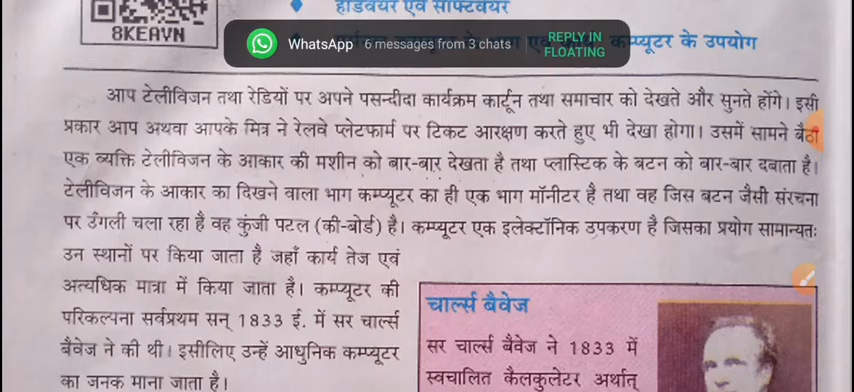 हार्डवेयर एवं सॉफ्टवेयर
8KEAVN
WhatsApp 6 messages from 3 chats
REPLY IN
FLOATING
कम्प्यूटर के उपयोग
आप टेलीविजन तथा रेडियों पर अपने पसन्दीदा कार्यक्रम कार्टून तथा समाचार को देखते और सुनते होंगे। इसी
प्रकार आप अथवा आपके मित्र ने रेलवे प्लेटफार्म पर टिकट आरक्षण करते हुए भी देखा होगा। उसमें सामने बैठा
एक व्यक्ति टेलीविजन के आकार की मशीन को बार-बार देखता है तथा प्लास्टिक के बटन को बार-बार दबाता है।
टेलीविजन के आकार का दिखने वाला भाग कम्प्यूटर का ही एक भाग मॉनीटर है तथा वह जिस बटन जैसी संरचना
पर उँगली चला रहा है वह कुंजी पटल (की-बोर्ड) है। कम्प्यूटर एक इलेक्टॉनिक उपकरण है जिसका प्रयोग सामान्यतः
उन स्थानों पर किया जाता है जहाँ कार्य तेज एवं
अत्यधिक मात्रा में किया जाता है। कम्प्यूटर की
परिकल्पना सर्वप्रथम सन् 1833 ई. में सर चार्ल्स
बैवेज ने की थी। इसीलिए उन्हें आधुनिक कम्प्यूटर
का जनक माना जाता है।
चार्ल्स बैवेज
सर चार्ल्स बैवेज ने 1833 में
स्वचालित कैलकुलेटर अर्थात्